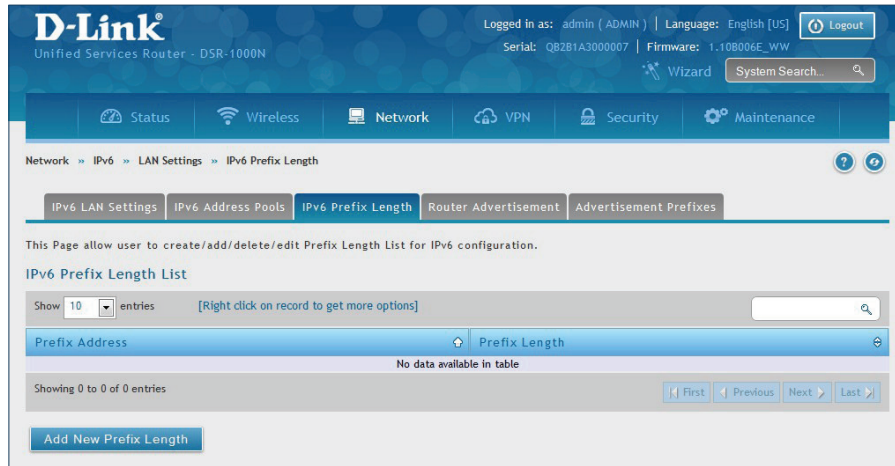 D-Link
Unified Services Router - DSR-1000N
Logged in as: admin ( ADMIN ) | Language: English [US]
Logout
Serial: QB2B1A3000007 | Firmware: 1.10B006E_WW
Wizard
System Search...
Status Wireless Network VPN Security Maintenance
Network » IPv6 » LAN Settings » IPv6 Prefix Length
IPv6 LAN Settings IPv6 Address Pools IPv6 Prefix Length Router Advertisement Advertisement Prefixes
This Page allow user to create/add/delete/edit Prefix Length List for IPv6 configuration.
IPv6 Prefix Length List
Show 10 entries [Right click on record to get more options]
Prefix Address Prefix Length
No data available in table
Showing 0 to 0 of 0 entries
First Previous Next Last
Add New Prefix Length